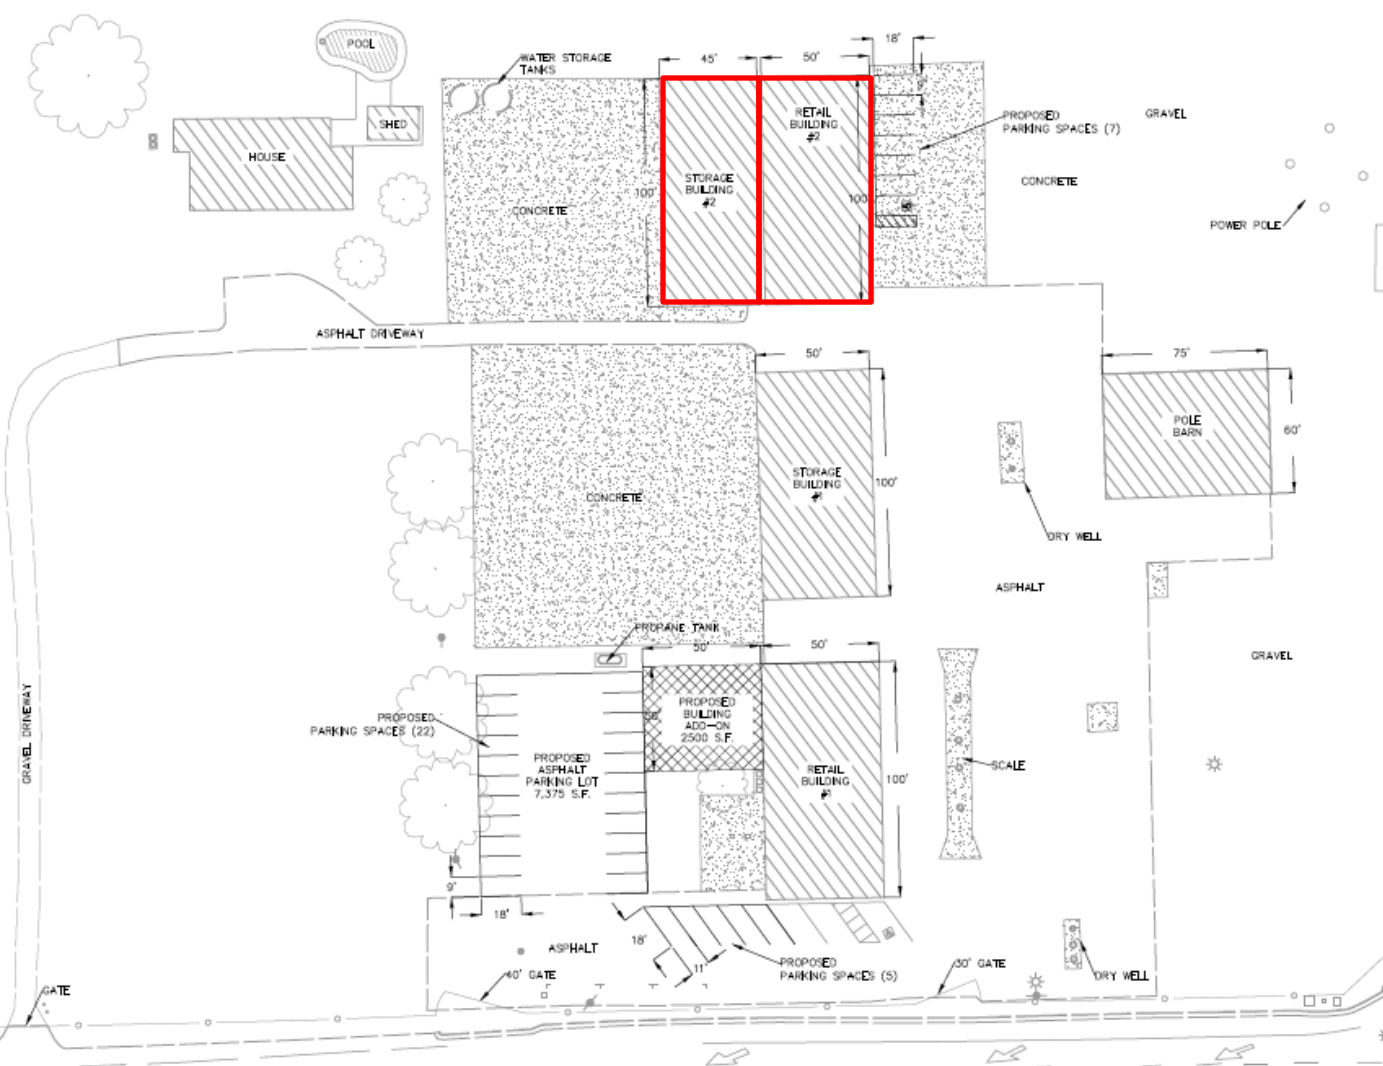 18'
POOL
WATER STORAGE
TANKS
45'
50'
SHED
HOUSE
RETAIL
BUILDING
#2
PROPOSED
PARKING SPACES (7)
GRAVEL
STORAGE
BUILDING
#2
100'
100'
CONCRETE
CONCRETE
POWER POLE
ASPHALT DRIVEWAY
50'
75'
POLE
BARN
60'
STORAGE
BUILDING
#1
100'
CONCRETE
DRY WELL
ASPHALT
PROPANE TANK
50'
50'
GRAVEL
GRAVEL DRIVEWAY
PROPOSED
PARKING SPACES (22)
PROPOSED
BUILDING
ADD-ON
2500 S.F.
50'
PROPOSED
ASPHALT
PARKING LOT
7,375 S.F.
RETAIL
BUILDING
#1
100'
SCALE
9'
18'
ASPHALT
18'
11'
PROPOSED
PARKING SPACES (5)
40' GATE
30' GATE
DRY WELL
GATE